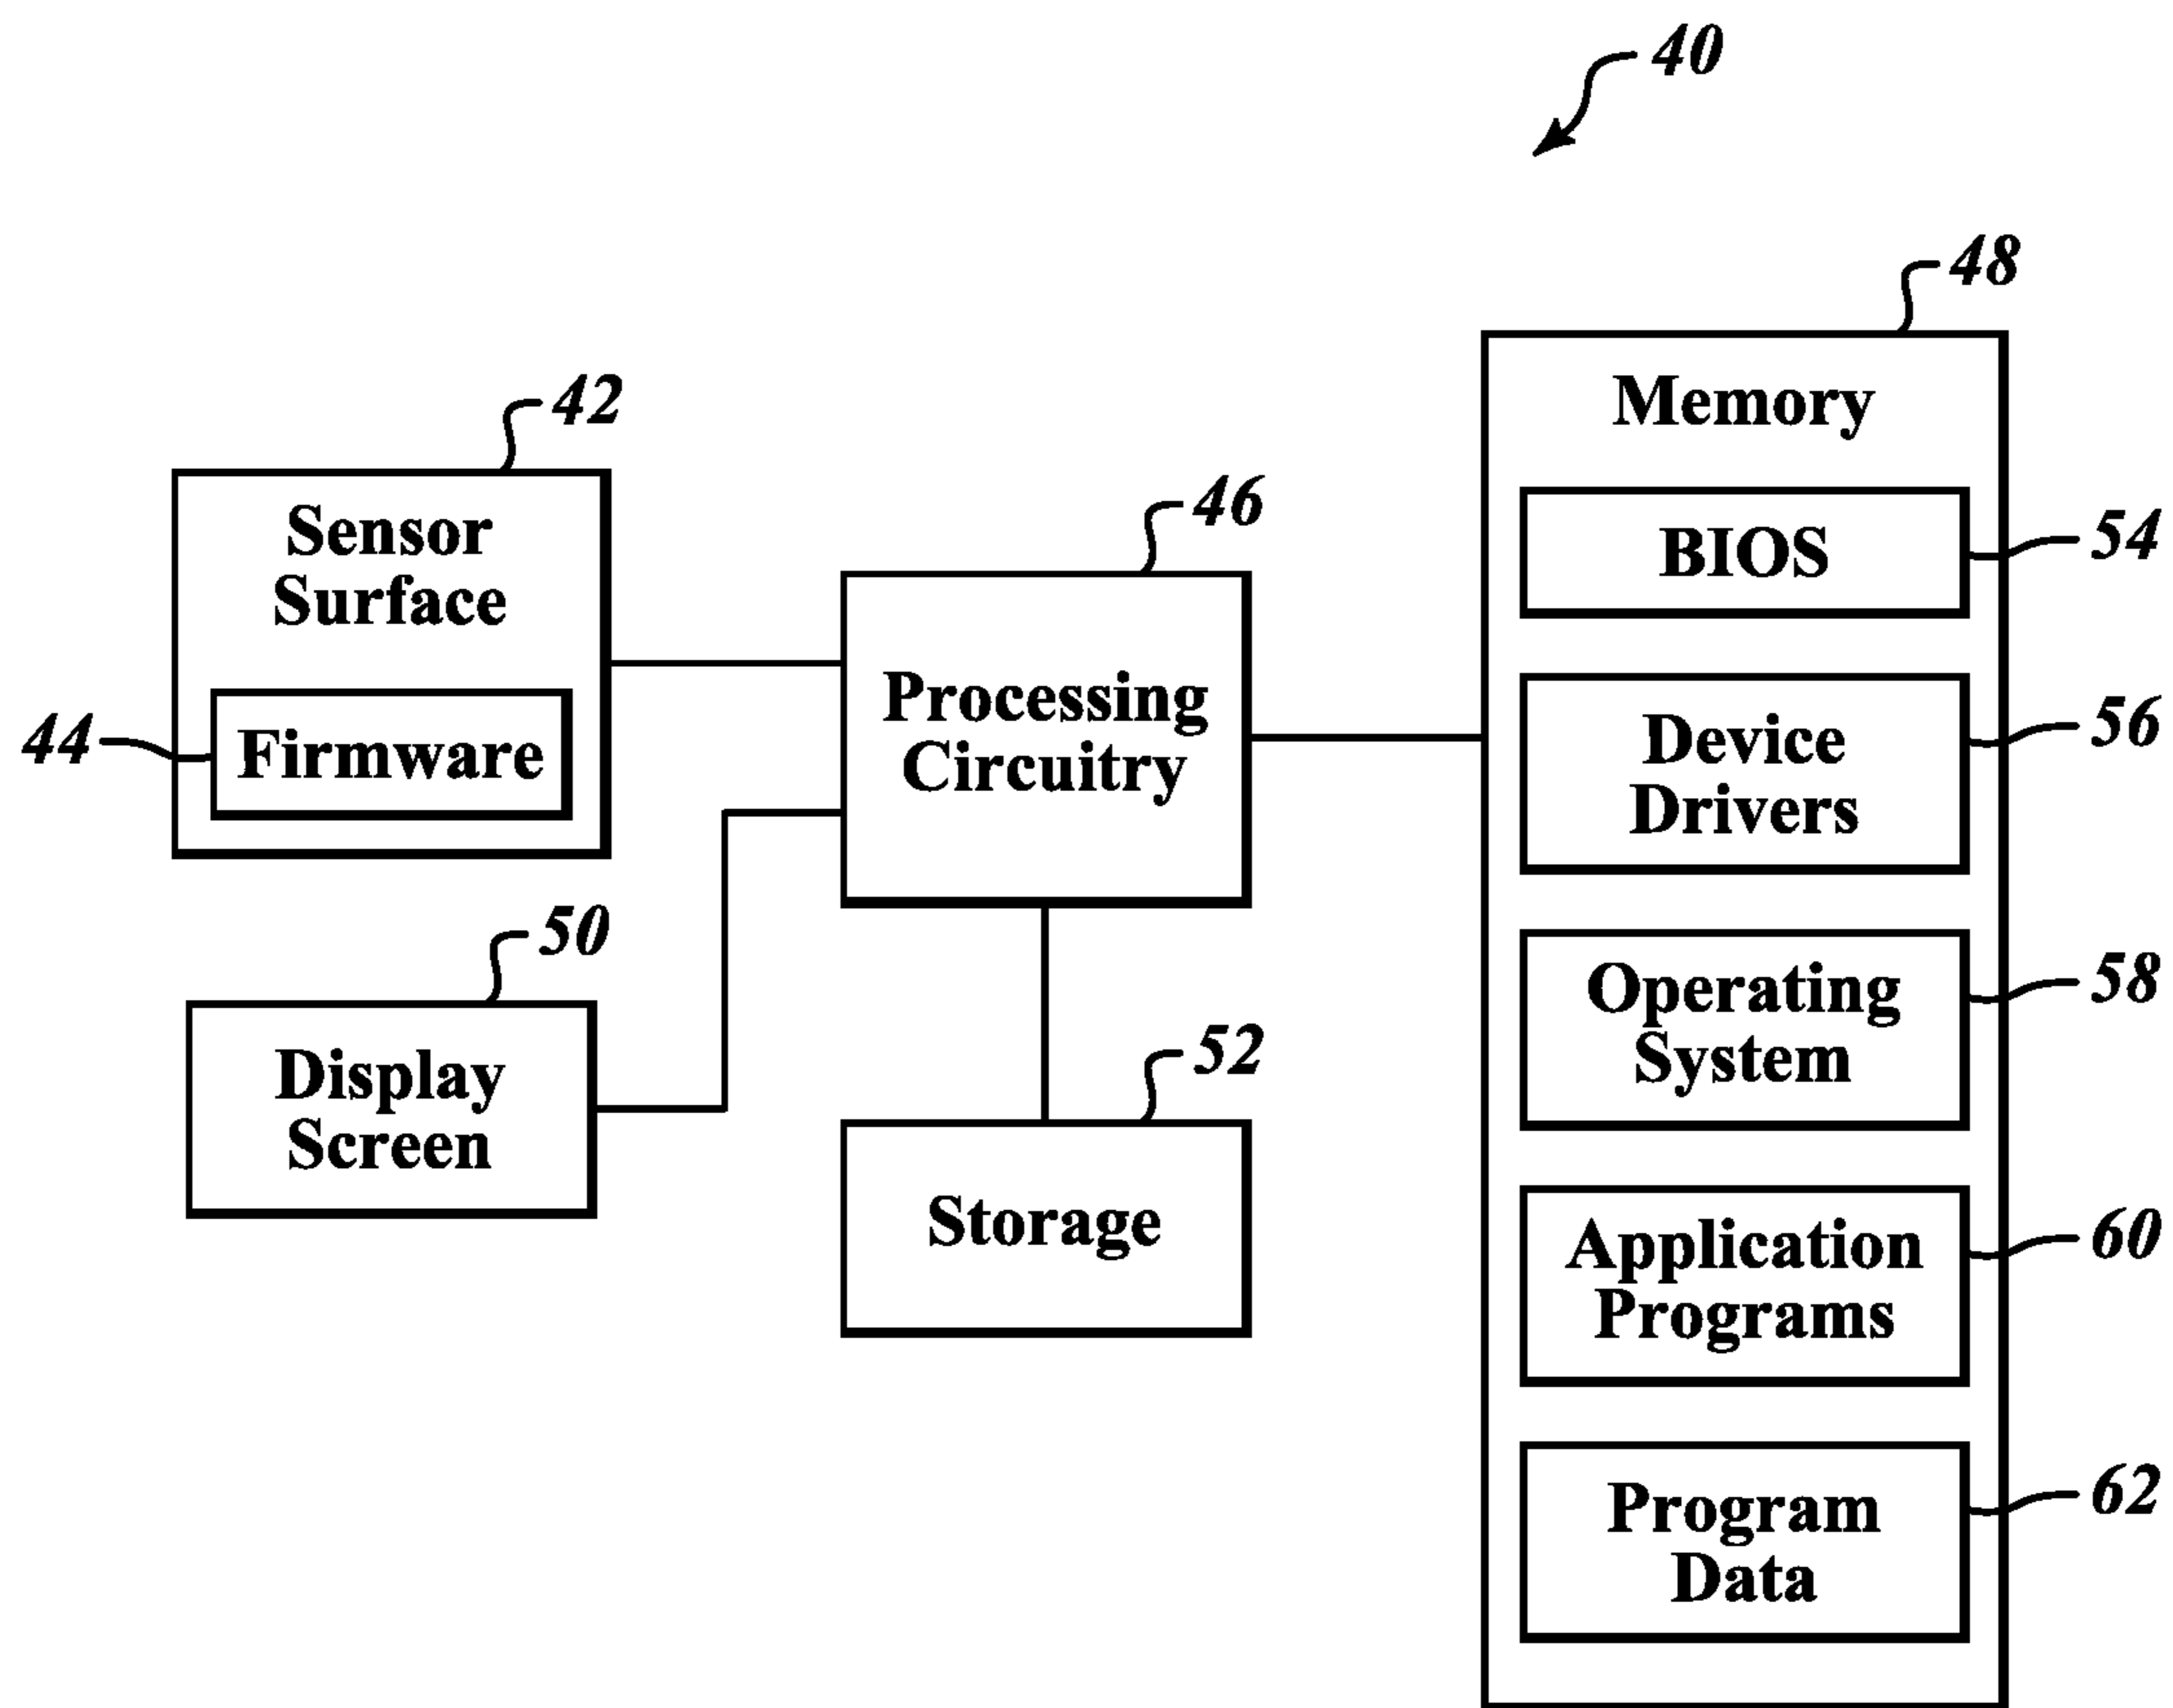 40
48
Memory
42
Sensor
Surface
44
Firmware
46
Processing
Circuitry
BIOS
54
Device
Drivers
56
50
Display
Screen
52
Storage
Operating
System
58
Application
Programs
60
Program
Data
62